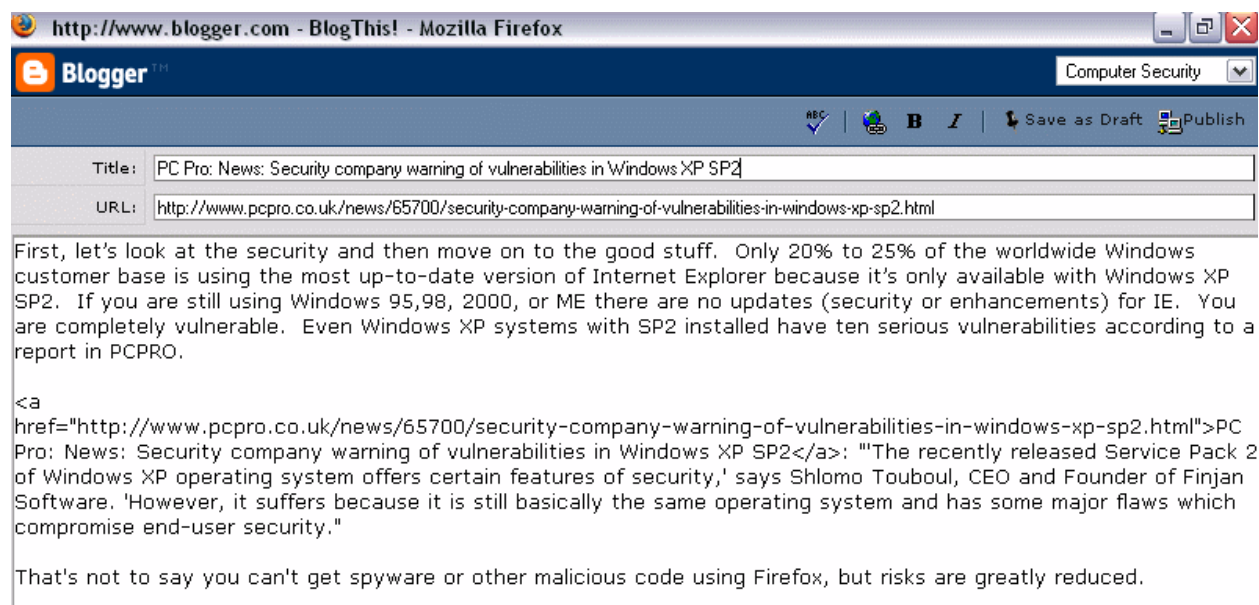 http://www.blogger.com - BlogThis! - Mozilla Firefox
Blogger™
Computer Security
ABC | B I | Save as Draft Publish
Title: PC Pro: News: Security company warning of vulnerabilities in Windows XP SP2
URL: http://www.pcpro.co.uk/news/65700/security-company-warning-of-vulnerabilities-in-windows-xp-sp2.html
First, let's look at the security and then move on to the good stuff.  Only 20% to 25% of the worldwide Windows
customer base is using the most up-to-date version of Internet Explorer because it's only available with Windows XP
SP2.  If you are still using Windows 95,98, 2000, or ME there are no updates (security or enhancements) for IE.  You
are completely vulnerable.  Even Windows XP systems with SP2 installed have ten serious vulnerabilities according to a
report in PCPRO.
<a
href="http://www.pcpro.co.uk/news/65700/security-company-warning-of-vulnerabilities-in-windows-xp-sp2.html">PC
Pro: News: Security company warning of vulnerabilities in Windows XP SP2</a>: "'The recently released Service Pack 2
of Windows XP operating system offers certain features of security,' says Shlomo Touboul, CEO and Founder of Finjan
Software. 'However, it suffers because it is still basically the same operating system and has some major flaws which
compromise end-user security."
That's not to say you can't get spyware or other malicious code using Firefox, but risks are greatly reduced.